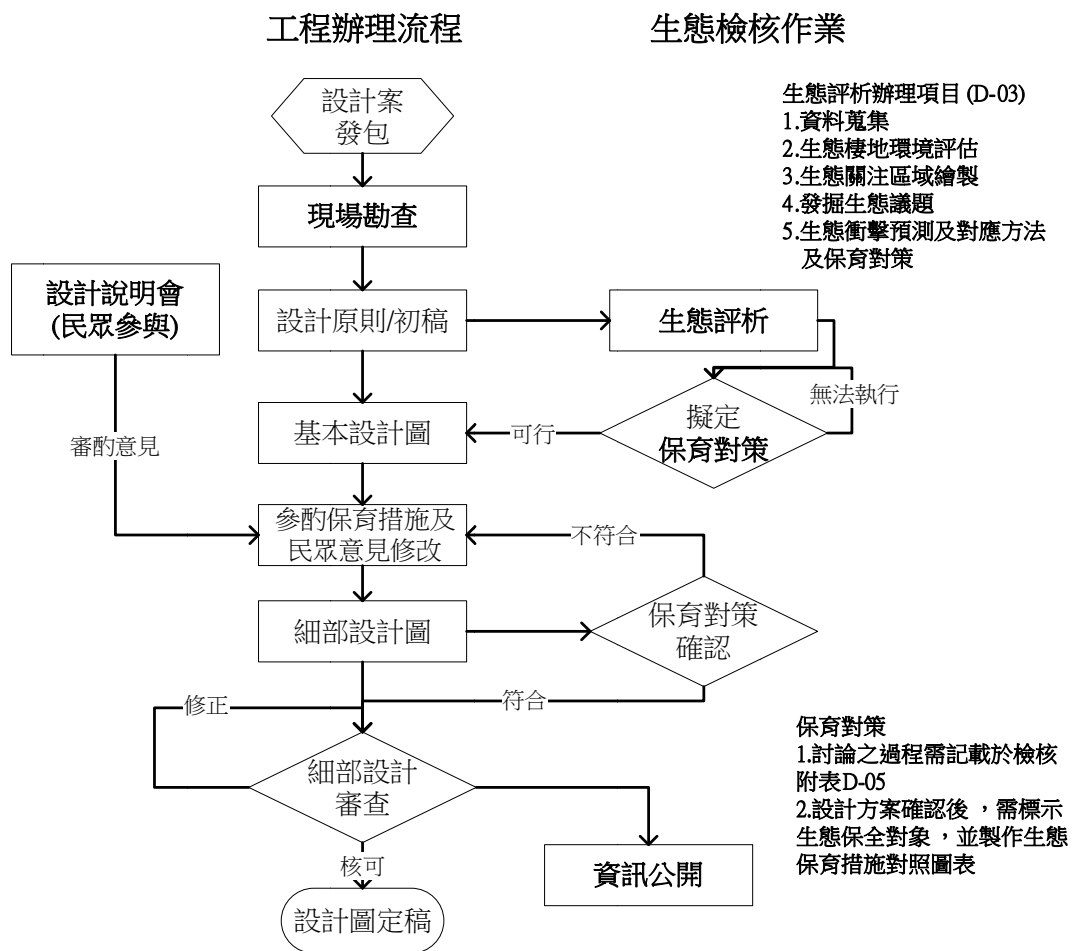 工程辦理流程
生態檢核作業
設計案
發包
生態評析辦理項目 (D-03)
1.資料蒐集
2.生態棲地環境評估
3.生態關注區域繪製
4.發掘生態議題
5.生態衝擊預測及對應方法
及保育對策
現場勘查
設計說明會
(民眾參與)
設計原則/初稿
生態評析
無法執行
擬定
保育對策
可行
基本設計圖
審酌意見
參酌保育措施及
民眾意見修改
不符合
細部設計圖
保育對策
確認
修正
符合
細部設計
審查
保育對策
1.討論之過程需記載於檢核
附表D-05
2.設計方案確認後 ，需標示
生態保全對象 ，並製作生態
保育措施對照圖表
資訊公開
核可
設計圖定稿